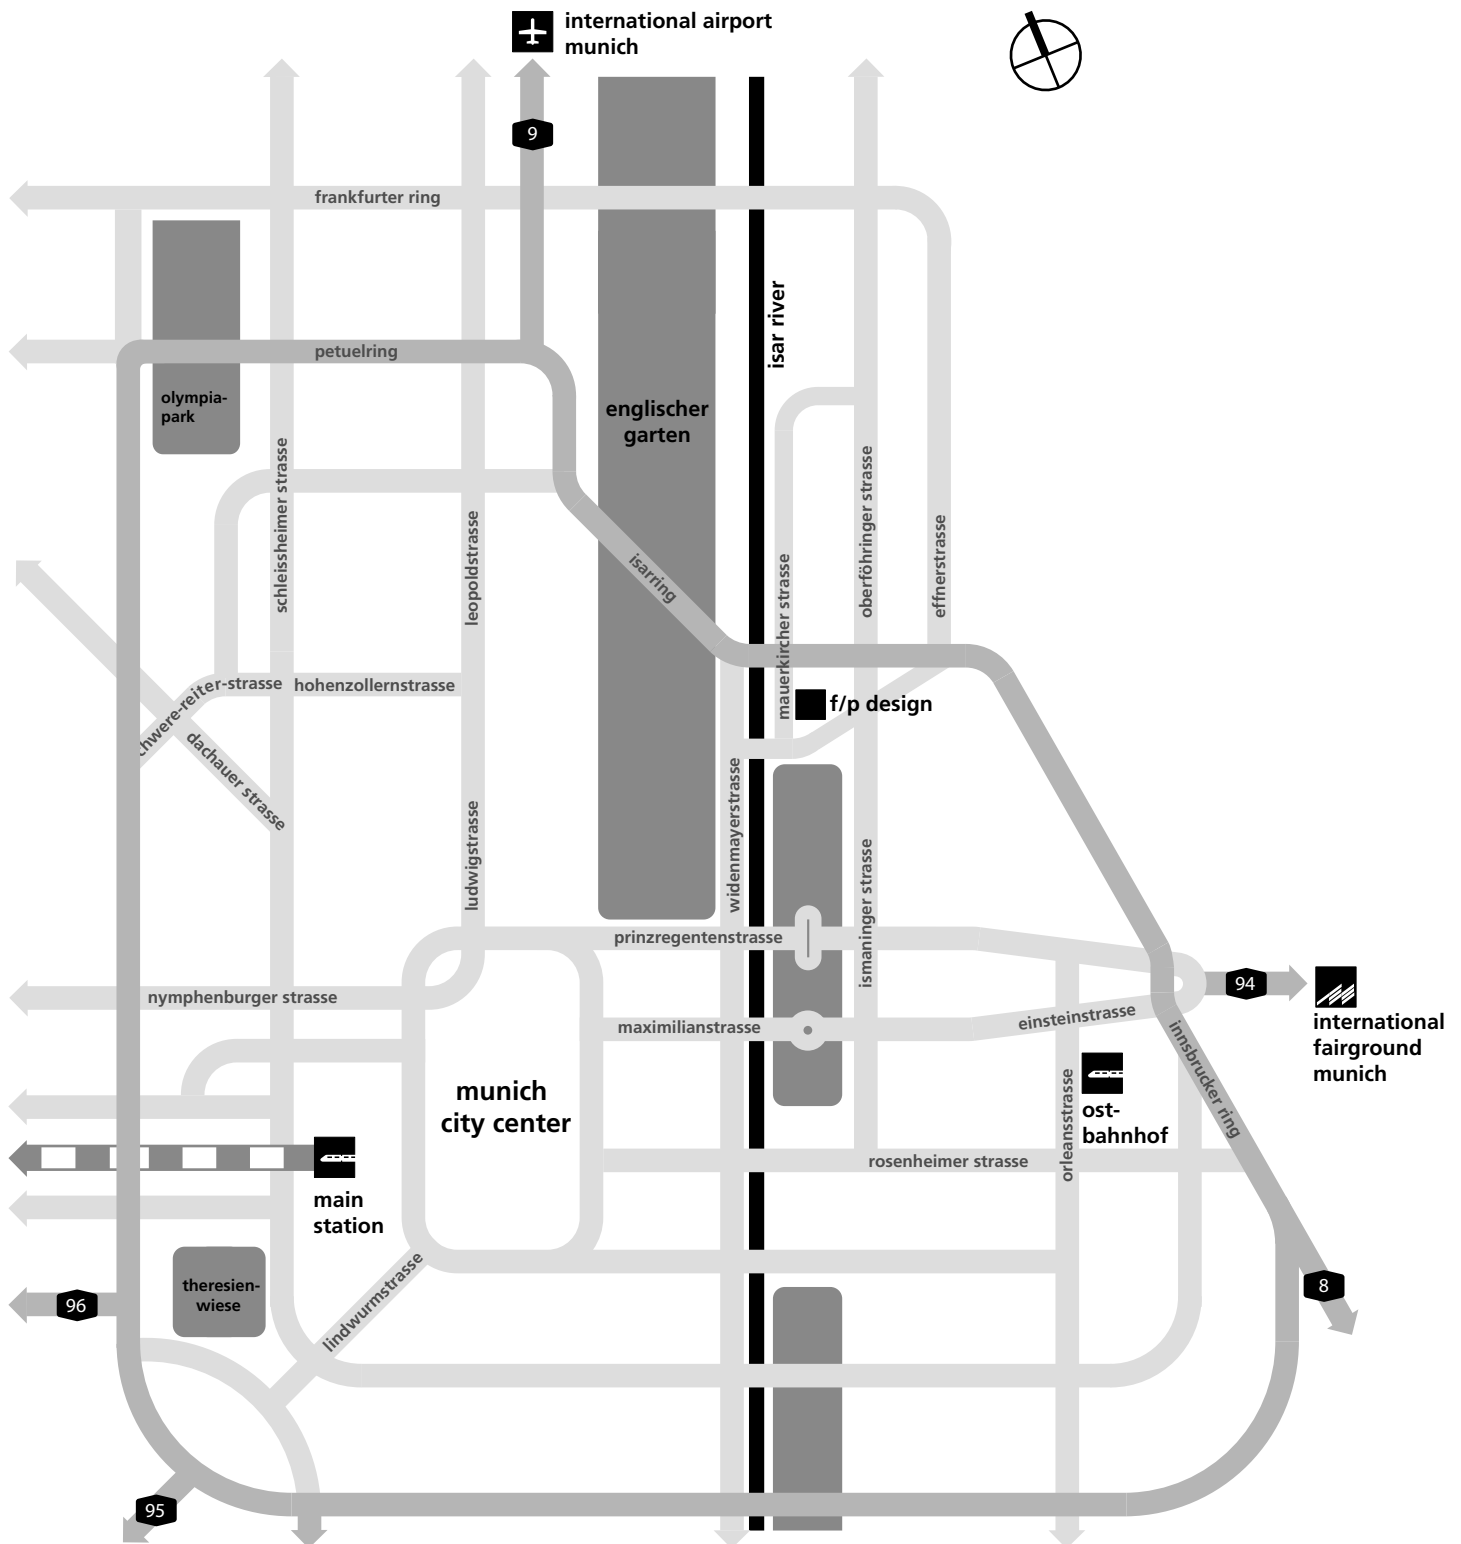 international airport
munich
9
frankfurter ring
isar river
petuelring
olympia-
park
englischer
garten
schleissheimer strasse
leopoldstrasse
isarring
mauerkircher strasse
oberföhringer strasse
effnerstrasse
chwere-reiter-strasse
hohenzollernstrasse
f/p design
dachauer strasse
ludwigstrasse
widenmayerstrasse
ismaninger strasse
prinzregentenstrasse
nymphenburger strasse
94
maximilianstrasse
einsteinstrasse
international
fairground
munich
innsbrucker ring
munich
city center
ost-
bahnhof
orleansstrasse
rosenheimer strasse
main
station
theresien-
wiese
lindwurmstrasse
96
8
95